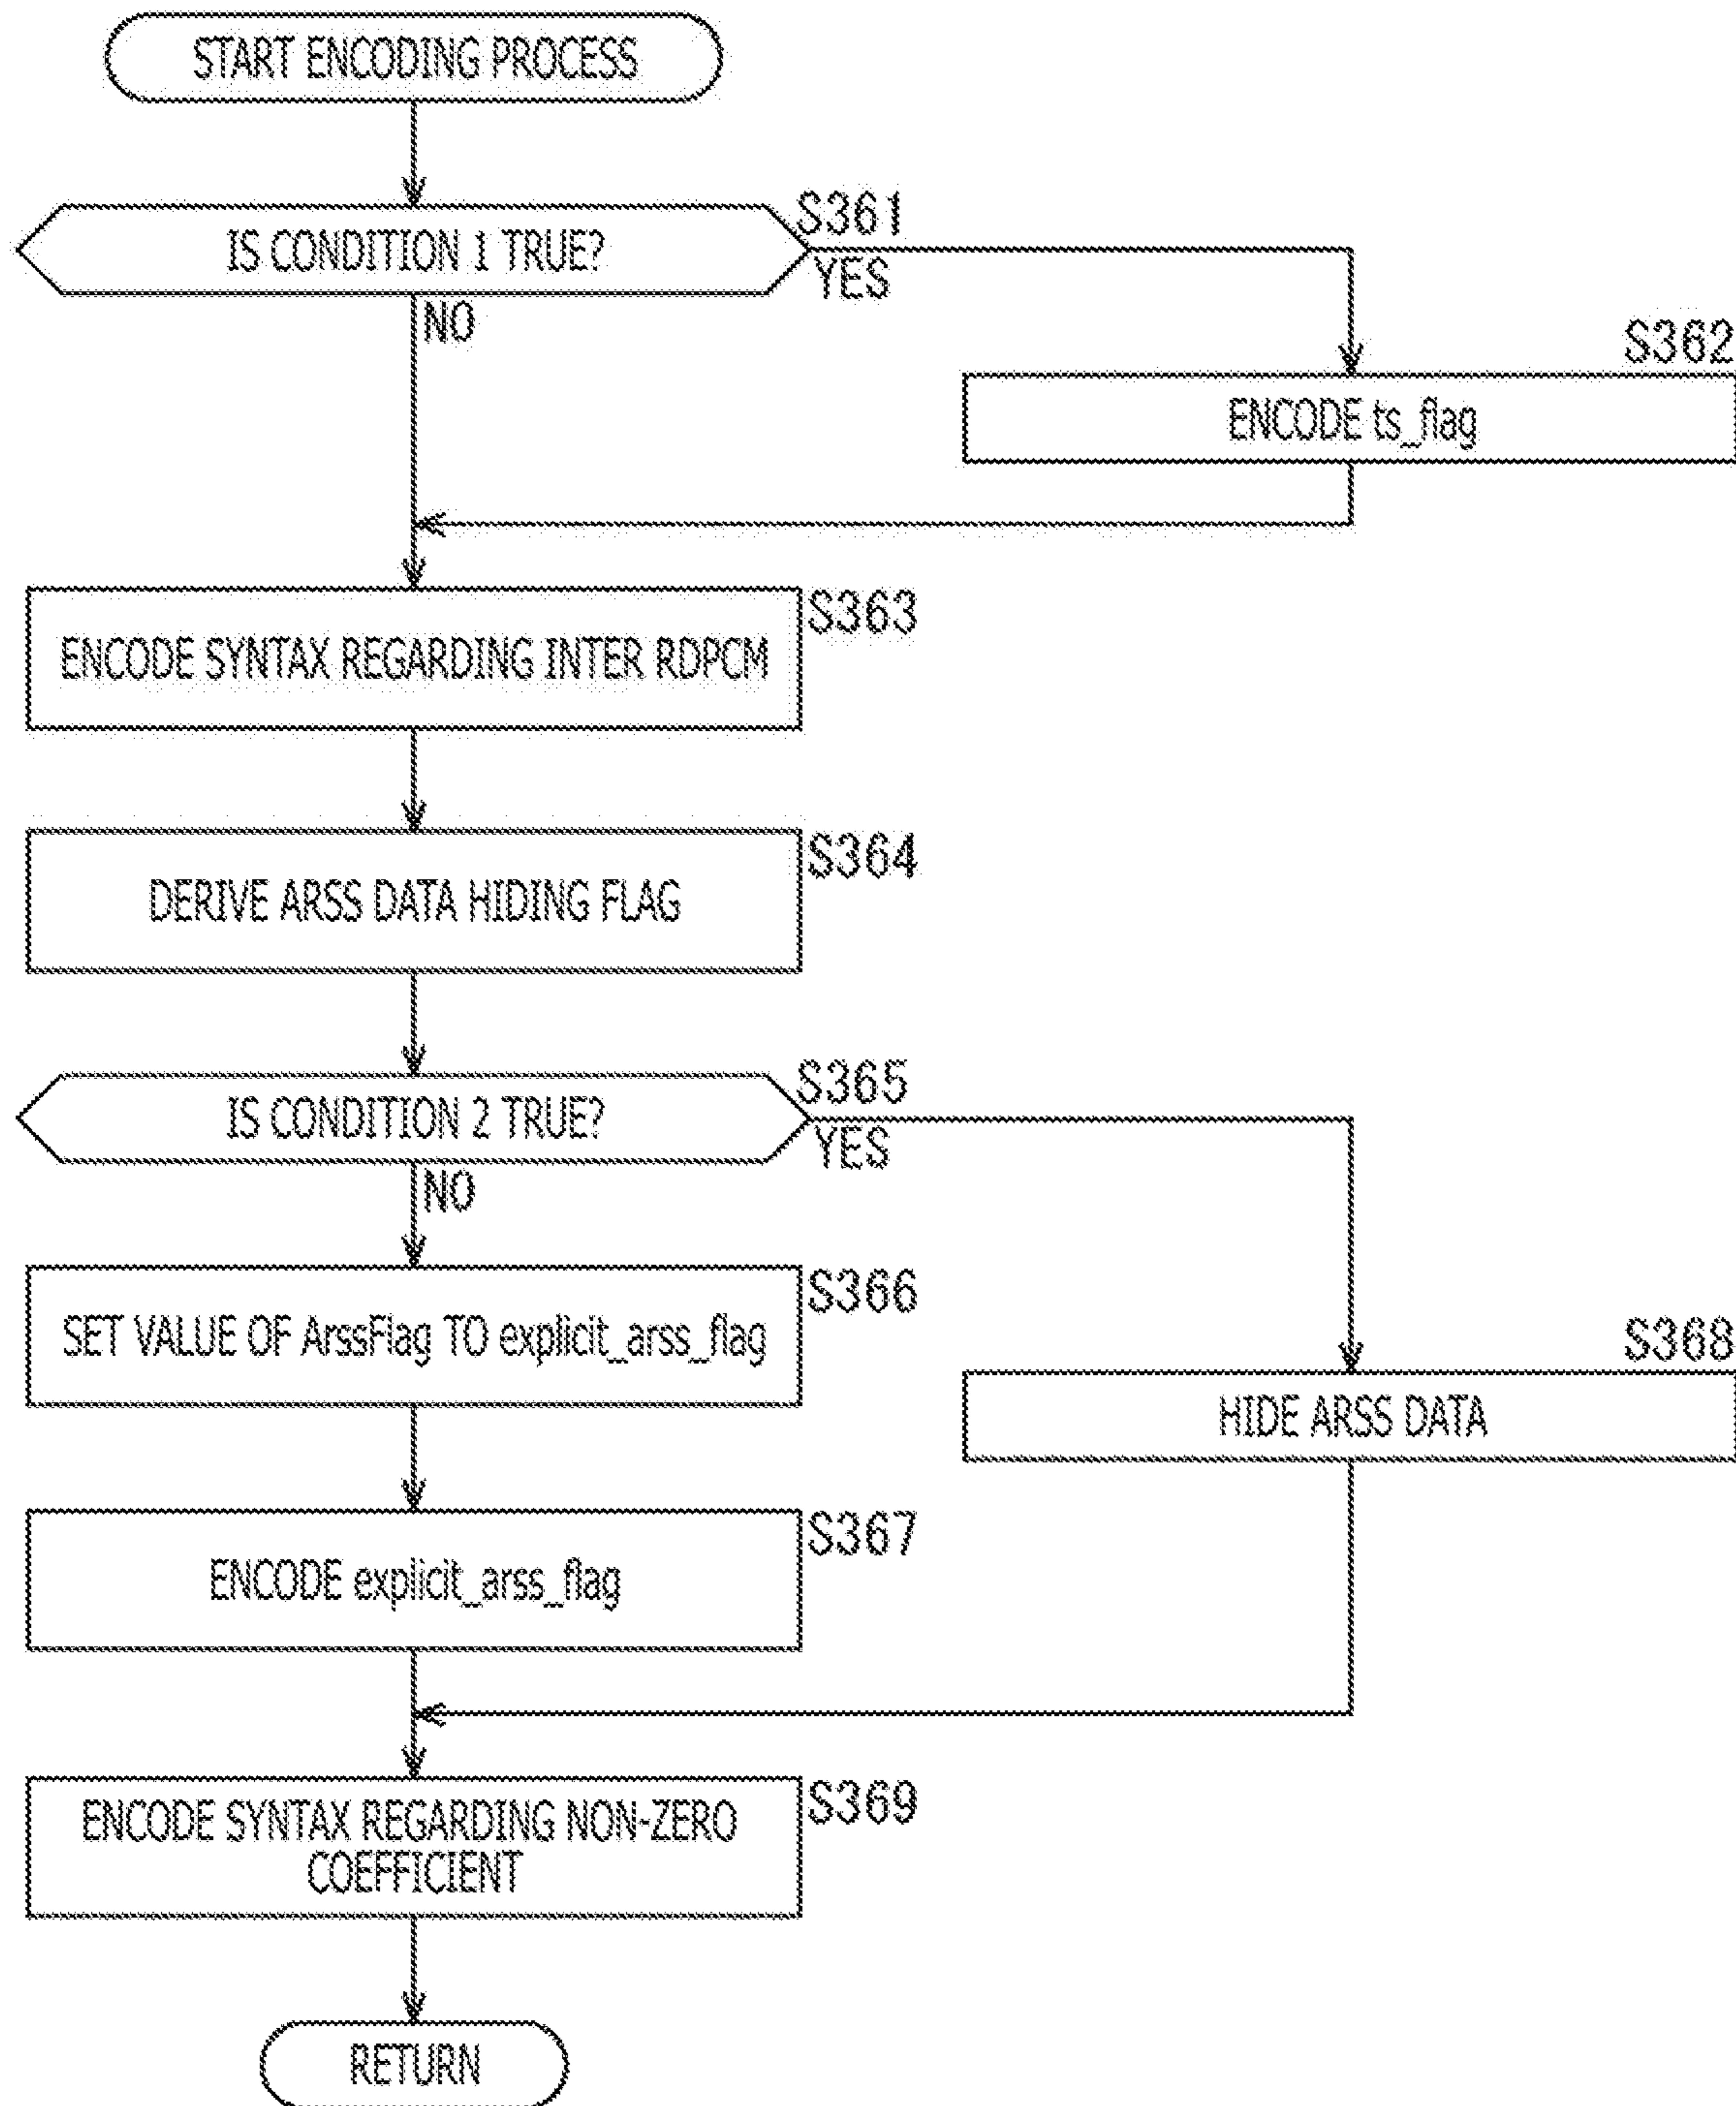 START ENCODING PROCESS
S361
IS CONDITION 1 TRUE?
YES
NO
S362
ENCODE ts_flag
S363
ENCODE SYNTAX REGARDING INTER RDPCM
S364
DERIVE ARSS DATA HIDING FLAG
S365
IS CONDITION 2 TRUE?
YES
NO
S366
SET VALUE OF ArssFlag TO explicit_arss_flag
S368
HIDE ARSS DATA
S367
ENCODE explicit_arss_flag
S369
ENCODE SYNTAX REGARDING NON-ZERO
COEFFICIENT
RETURN